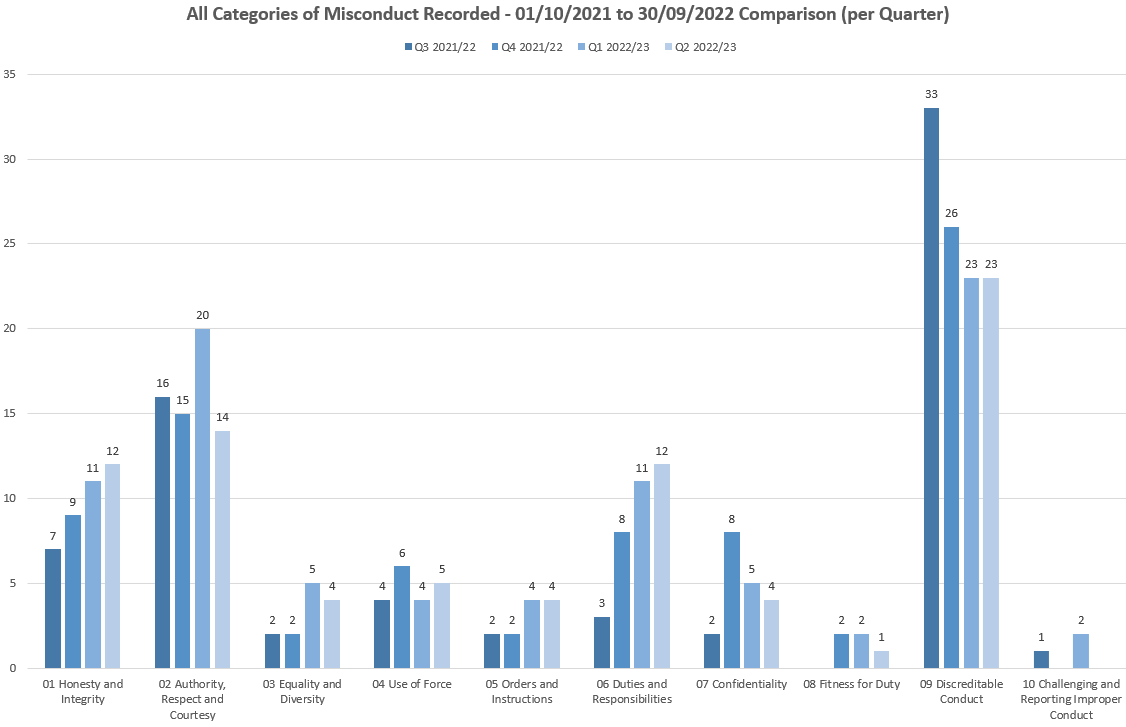 All Categories of Misconduct Recorded - 01/10/2021 to 30/09/2022 Comparison (per Quarter)
Q3 2021/22 Q4 2021/22 Q1 2022/23 Q2 2022/23
35
30
25
20
15
10
5
0
7 9 11 12
16 15 20 14
2 2 5 4
4 6 4 5
2 2 4 4
3 8 11 12
2 8 5 4
2 2 1
33 26 23 23
1 2
01 Honesty and
Integrity
02 Authority,
Respect and
Courtesy
03 Equality and
Diversity
04 Use of Force
05 Orders and
Instructions
06 Duties and
Responsibilities
07 Confidentiality
08 Fitness for Duty
09 Discreditable
Conduct
10 Challenging and
Reporting Improper
Conduct